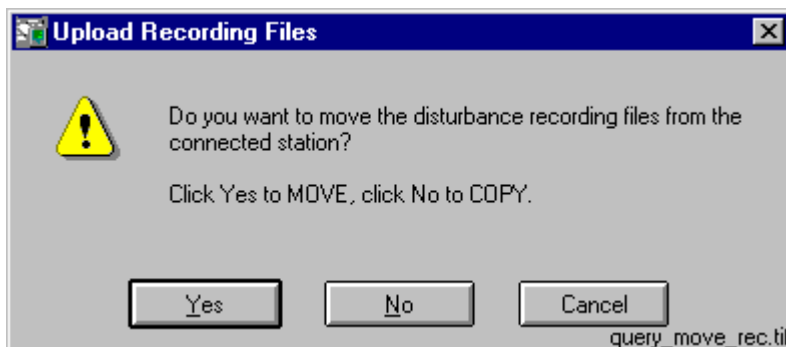 Upload Recording Files
Do you want to move the disturbance recording files from the
connected station?
Click Yes to MOVE, click No to COPY.
Yes No Cancel
query_move_rec.tif